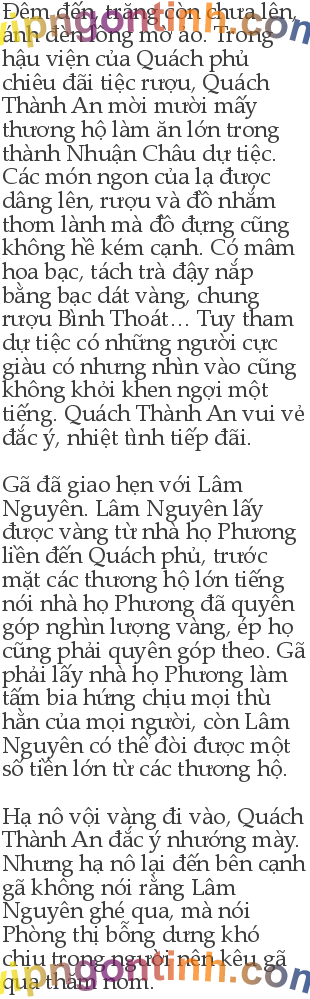 Đêm đến, trăng còn chưa lên,
ánh đèn lồng mờ ảo. Trong
hậu viện của Quách phủ
chiêu đãi tiệc rượu, Quách
Thành An mời mười mấy
thương hộ làm ăn lớn trong
thành Nhuận Châu dự tiệc.
Các món ngon của lạ được
dâng lên, rượu và đồ nhắm
thơm lành mà đồ đựng cũng
không hề kém cạnh. Có mâm
hoa bạc, tách trà đậy nắp
bằng bạc dát vàng, chung
rượu Bình Thoát… Tuy tham
dự tiệc có những người cực
giàu có nhưng nhìn vào cũng
không khỏi khen ngợi một
tiếng. Quách Thành An vui vẻ
đắc ý, nhiệt tình tiếp đãi.
Gã đã giao hẹn với Lâm
Nguyên. Lâm Nguyên lấy
được vàng từ nhà họ Phương
liền đến Quách phủ, trước
mặt các thương hộ lớn tiếng
nói nhà họ Phương đã quyên
góp nghìn lượng vàng, ép họ
cũng phải quyên góp theo. Gã
phải lấy nhà họ Phương làm
tấm bia hứng chịu mọi thù
hằn của mọi người, còn Lâm
Nguyên có thể đòi được một
số tiền lớn từ các thương hộ.
Hạ nô vội vàng đi vào, Quách
Thành An đắc ý nhướng mày.
Nhưng hạ nô lại đến bên cạnh
gã không nói rằng Lâm
Nguyên ghé qua, mà nói
Phòng thị bỗng dưng khó
chịu trong người nên kêu gã
qua thăm nom.
vipngontinh.com
vipngontinh.com